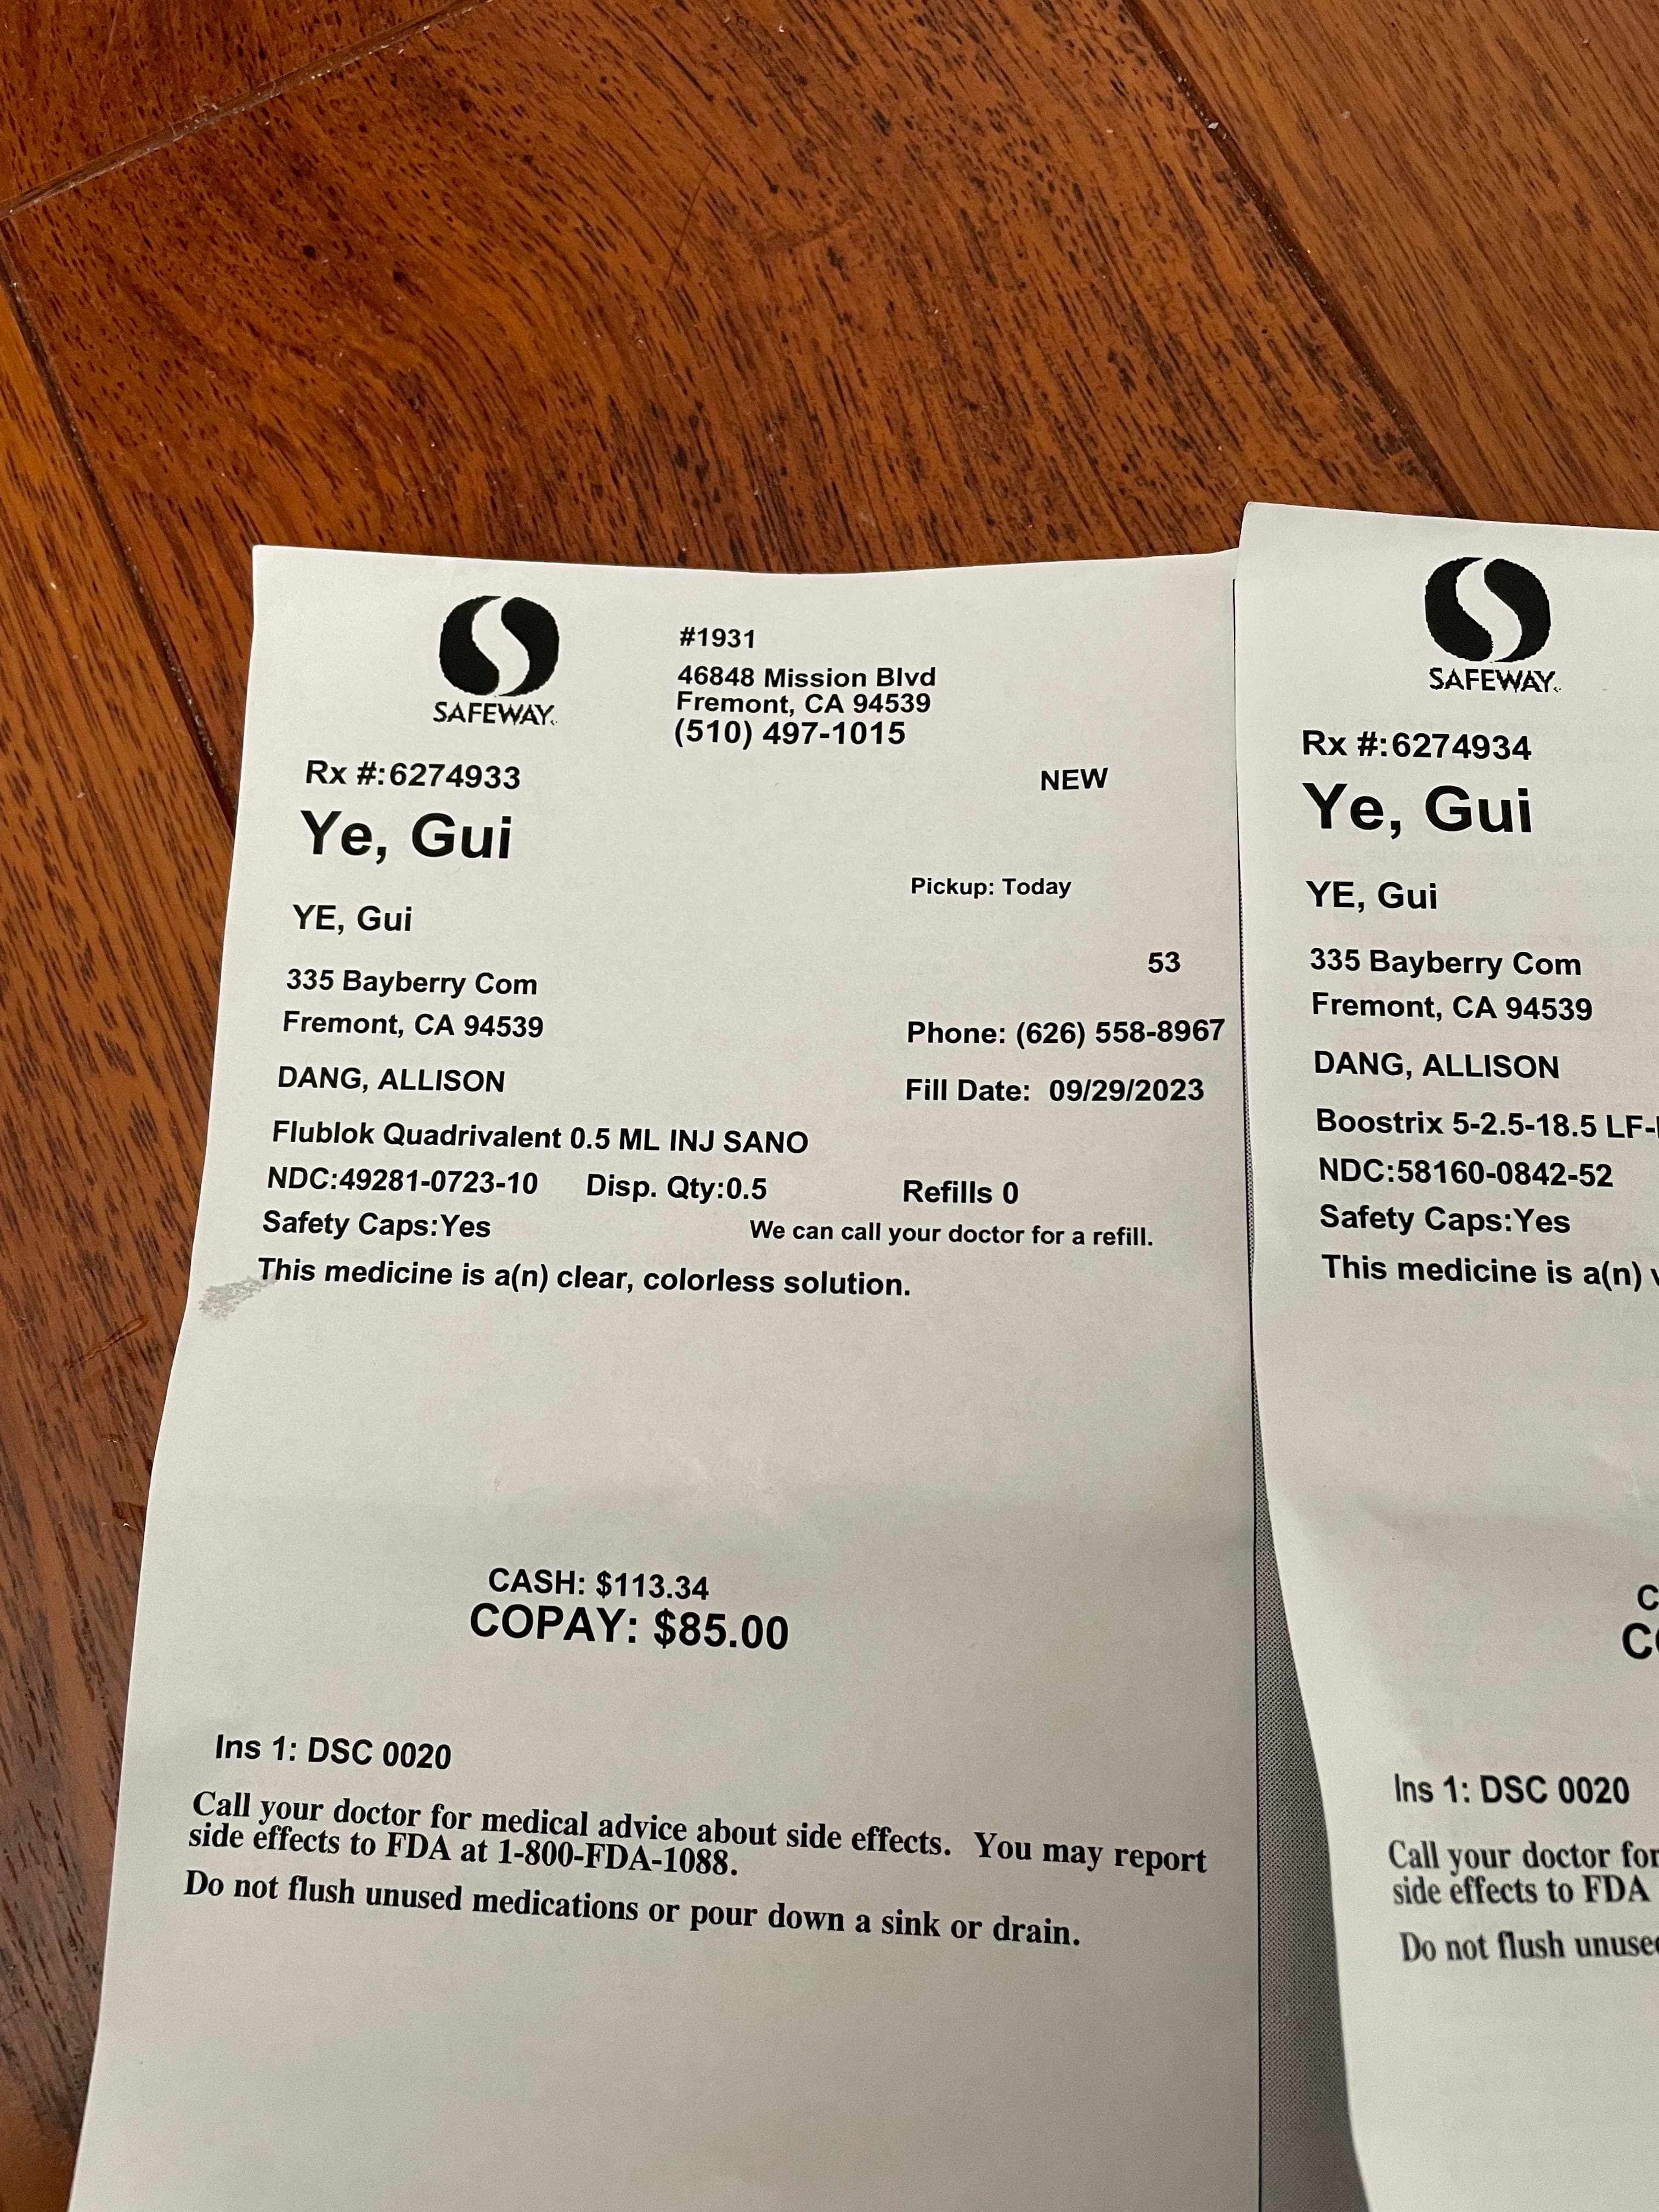 SAFEWAY
#1931
46848 Mission Blvd
Fremont, CA 94539
(510) 497-1015
Rx #:6274933
NEW
Ye, Gui
Pickup: Today
YE, Gui
53
335 Bayberry Com
Fremont, CA 94539
Phone: (626) 558-8967
DANG, ALLISON
Fill Date: 09/29/2023
Flublok Quadrivalent 0.5 ML INJ SANO
NDC:49281-0723-10 Disp. Qty:0.5 Refills 0
Safety Caps:Yes We can call your doctor for a refill.
This medicine is a(n) clear, colorless solution.
CASH: $113.34
COPAY: $85.00
Ins 1: DSC 0020
Call your doctor for medical advice about side effects. You may report
side effects to FDA at 1-800-FDA-1088.
Do not flush unused medications or pour down a sink or drain.
SAFEWAY
Rx #:6274934
Ye, Gui
YE, Gui
335 Bayberry Com
Fremont, CA 94539
DANG, ALLISON
Boostrix 5-2.5-18.5 LF-
NDC:58160-0842-52
Safety Caps:Yes
This medicine is a(n)
Ins 1: DSC 0020
Call your doctor for
side effects to FDA
Do not flush